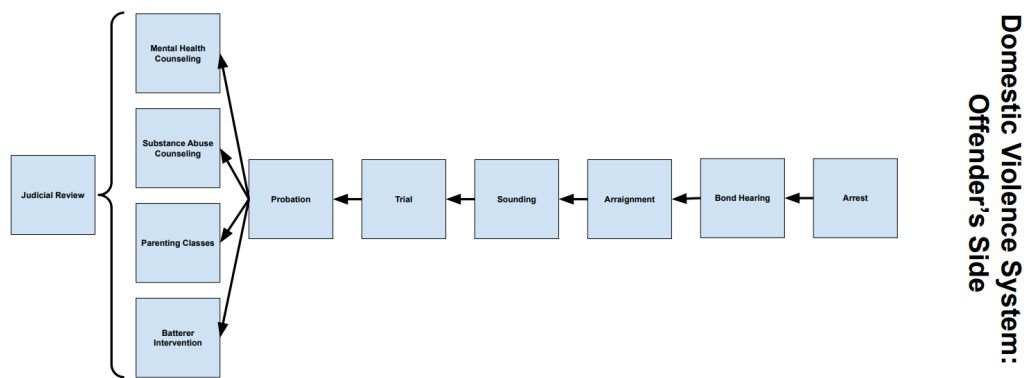 Domestic Violence System:
Offender's Side
Arrest
Bond Hearing
Arraignment
Sounding
Trial
Probation
Mental Health
Counseling
Substance Abuse
Counseling
Parenting Classes
Batterer
Intervention
Judicial Review